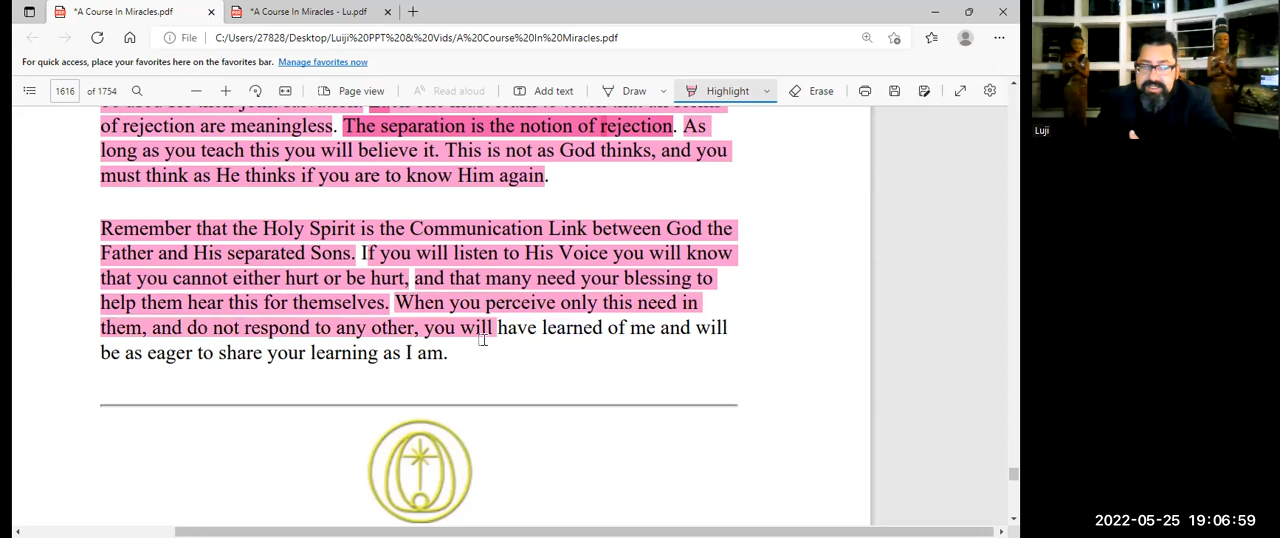 *A Course In Miracles.pdf
*A Course In Miracles - Lu.pdf
File
C:/Users/27828/Desktop/Luiji%20PPT%20&%20Vids/A%20Course%20In%20Miracles.pdf
For quick access, place your favorites here on the favorites bar. Manage favorites now
1616 of 1754
Page view
Read aloud
Add text
Draw
Highlight
Erase
of rejection are meaningless. The separation is the notion of rejection. As
long as you teach this you will believe it. This is not as God thinks, and you
must think as He thinks if you are to know Him again.
Remember that the Holy Spirit is the Communication Link between God the
Father and His separated Sons. If you will listen to His Voice you will know
that you cannot either hurt or be hurt, and that many need your blessing to
help them hear this for themselves. When you perceive only this need in
them, and do not respond to any other, you will have learned of me and will
be as eager to share your learning as I am.
Luji
2022-05-25 19:06:59